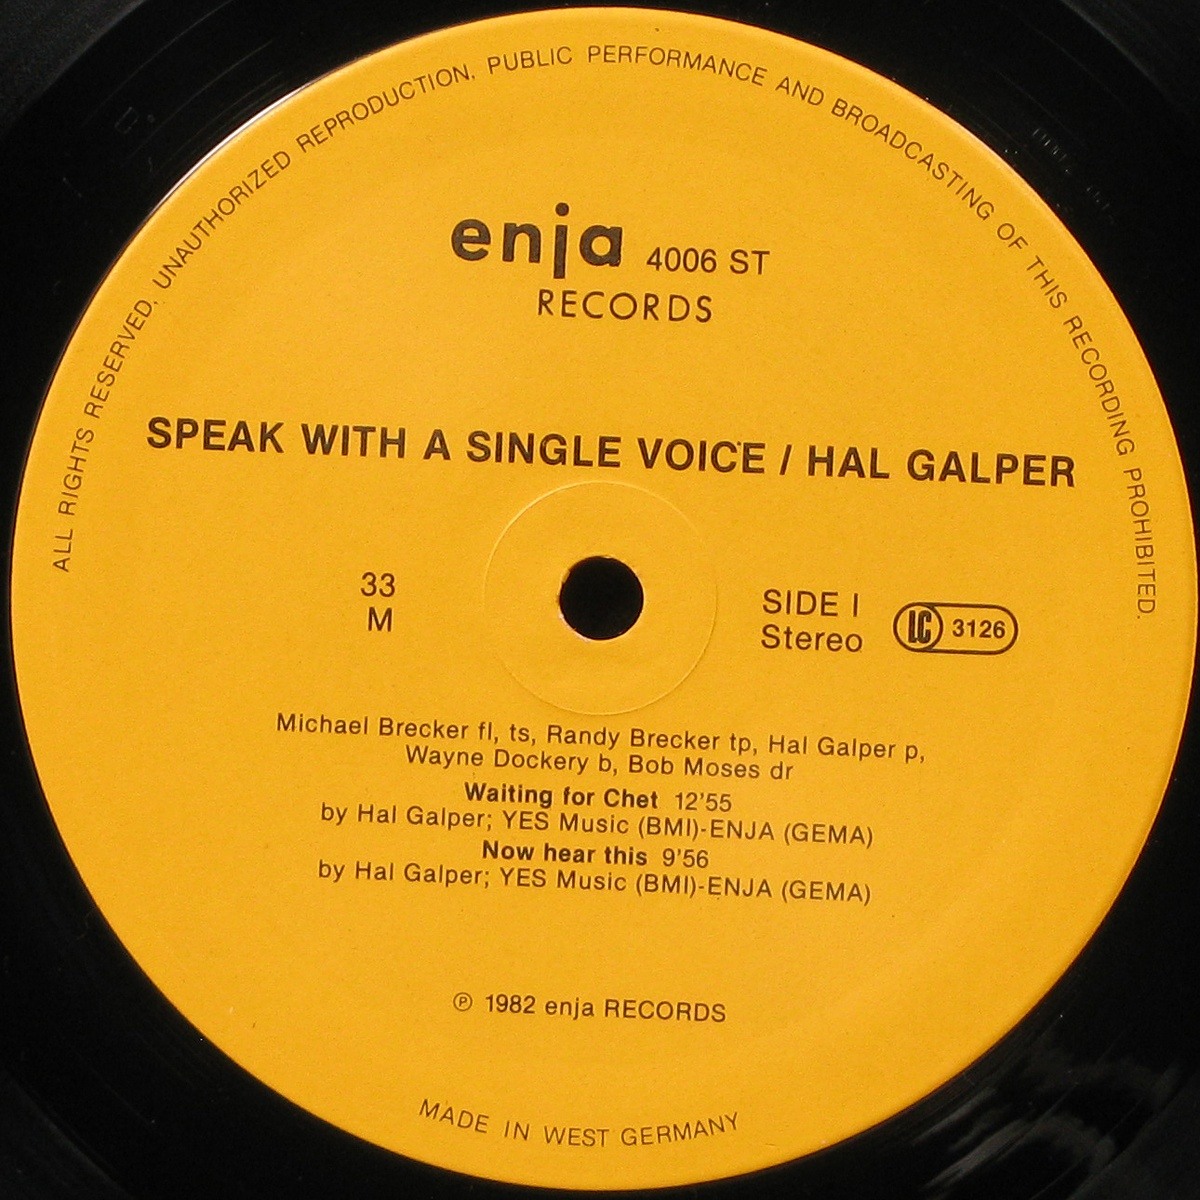 ALL RIGHTS RESERVED. UNAUTHORIZED REPRODUCTION, PUBLIC PERFORMANCE AND BROADCASTING OF THIS RECORDING PROHIBITED.
enja 4006 ST
RECORDS
SPEAK WITH A SINGLE VOICE / HAL GALPER
33
M
SIDE I
Stereo
LC 3126
Michael Brecker fl, ts, Randy Brecker tp, Hal Galper p,
Wayne Dockery b, Bob Moses dr
Waiting for Chet 12'55
by Hal Galper; YES Music (BMI)-ENJA (GEMA)
Now hear this 9'56
by Hal Galper; YES Music (BMI)-ENJA (GEMA)
℗ 1982 enja RECORDS
MADE IN WEST GERMANY